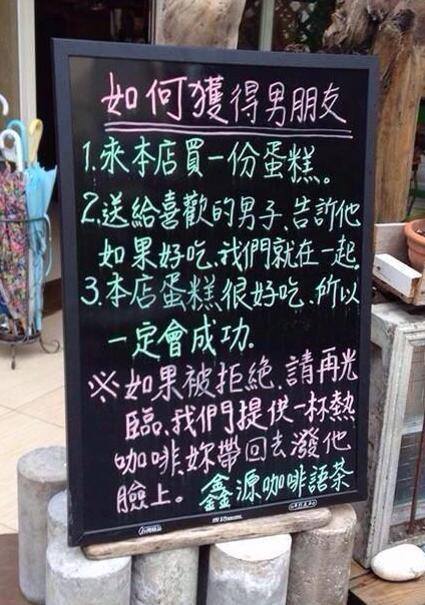 如何獲得男朋友
1.來本店買一份蛋糕。
2.送給喜歡的男子、告訴他
如果好吃、我們就在一起.
3.本店蛋糕很好吃、所以
一定會成功.
※如果被拒絶、請再光
臨、我們提供一杯熱
咖啡、妳帶回去潑他
臉上。鑫源咖啡語茶